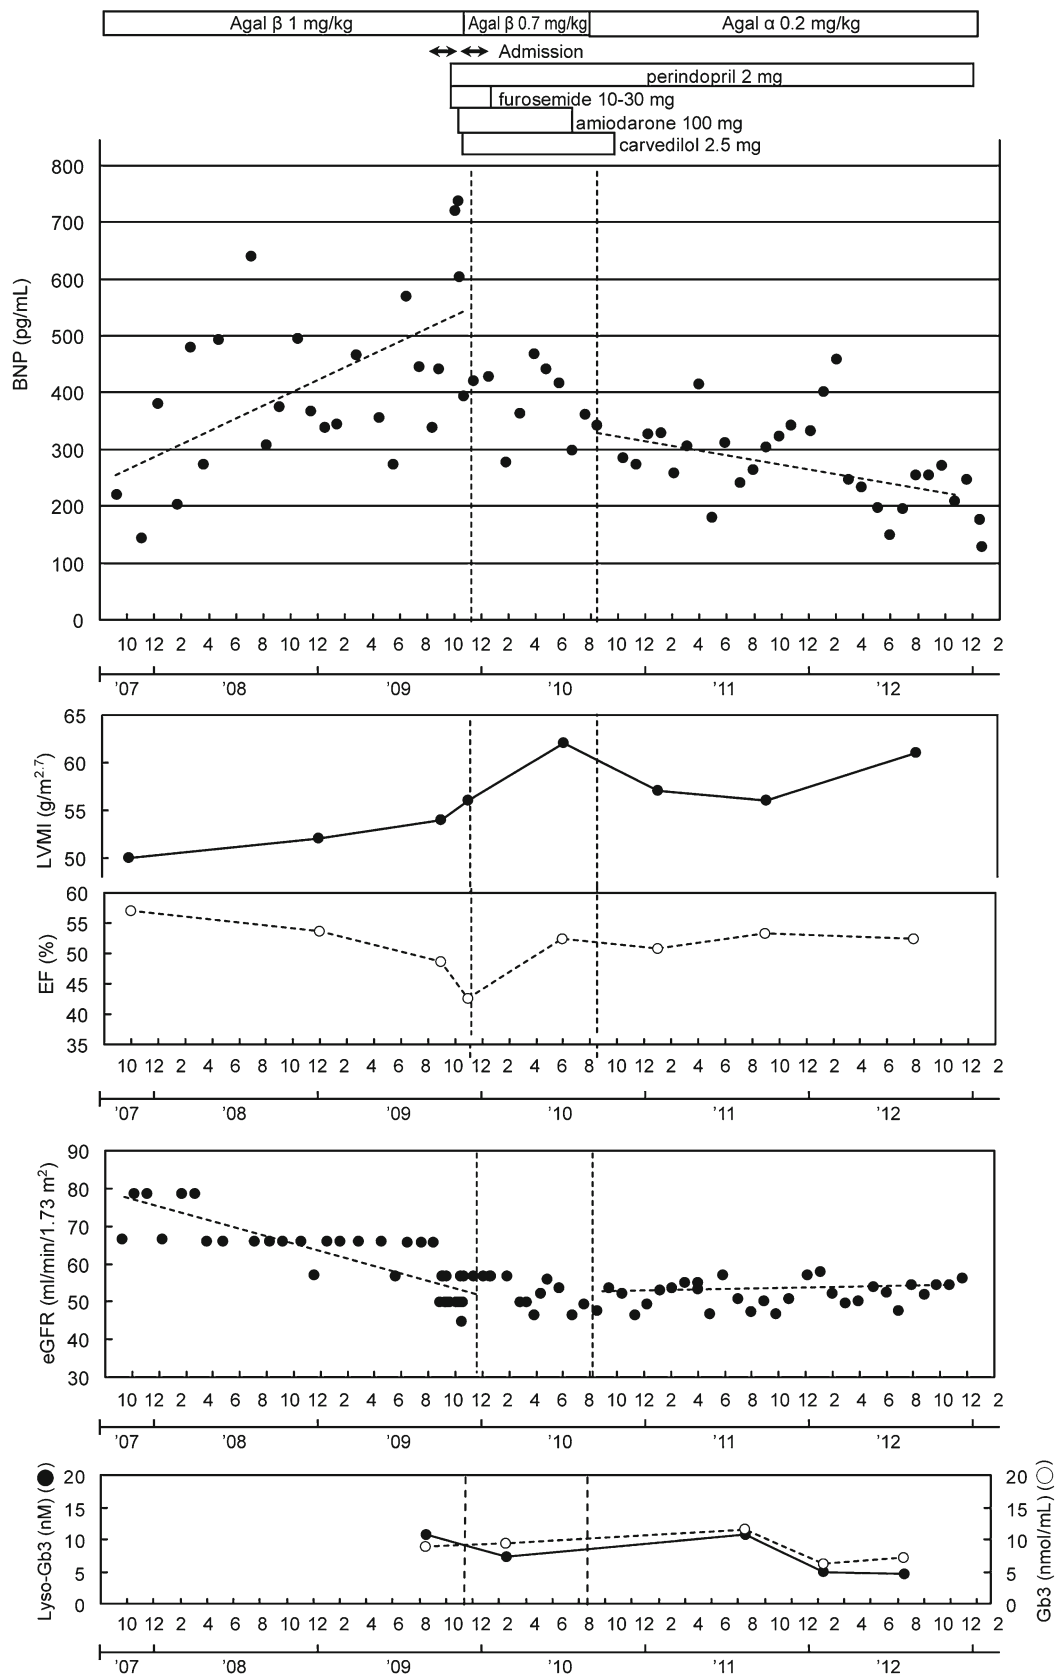 Agal β 1 mg/kg Agal β 0.7 mg/kg Agal α 0.2 mg/kg
Admission
perindopril 2 mg
furosemide 10-30 mg
amiodarone 100 mg
carvedilol 2.5 mg
BNP (pg/mL)
800
700
600
500
400
300
200
100
0
10 12 2 4 6 8 10 12 2 4 6 8 10 12 2 4 6 8 10 12 2 4 6 8 10 12 2 4 6 8 10 12 2
'07 '08 '09 '10 '11 '12
LVMI (g/m2.7)
65
60
55
50
EF (%)
60
55
50
45
40
35
10 12 2 4 6 8 10 12 2 4 6 8 10 12 2 4 6 8 10 12 2 4 6 8 10 12 2 4 6 8 10 12 2
'07 '08 '09 '10 '11 '12
eGFR (ml/min/1.73 m2)
90
80
70
60
50
40
30
10 12 2 4 6 8 10 12 2 4 6 8 10 12 2 4 6 8 10 12 2 4 6 8 10 12 2 4 6 8 10 12 2
'07 '08 '09 '10 '11 '12
Lyso-Gb3 (nM) (●)
20
15
10
5
0
20
15
10
5
0
Gb3 (nmol/mL) (○)
10 12 2 4 6 8 10 12 2 4 6 8 10 12 2 4 6 8 10 12 2 4 6 8 10 12 2 4 6 8 10 12 2
'07 '08 '09 '10 '11 '12